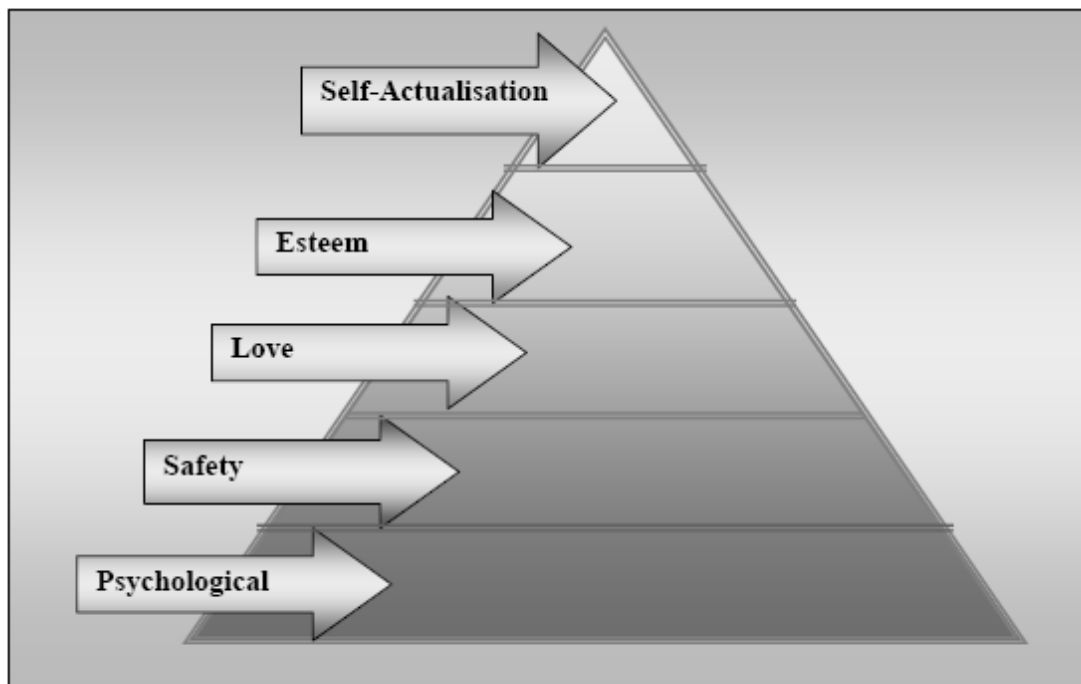 Self-Actualisation
Esteem
Love
Safety
Psychological